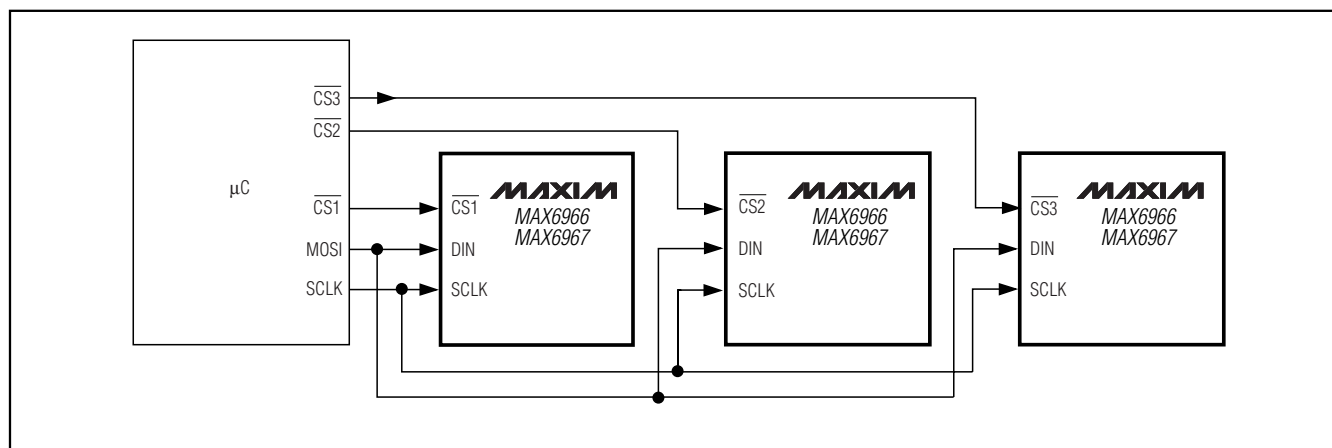 μC
CS3
CS2
CS1
MOSI
SCLK
CS1
DIN
SCLK
MAXIM
MAX6966
MAX6967
CS2
DIN
SCLK
MAXIM
MAX6966
MAX6967
CS3
DIN
SCLK
MAXIM
MAX6966
MAX6967